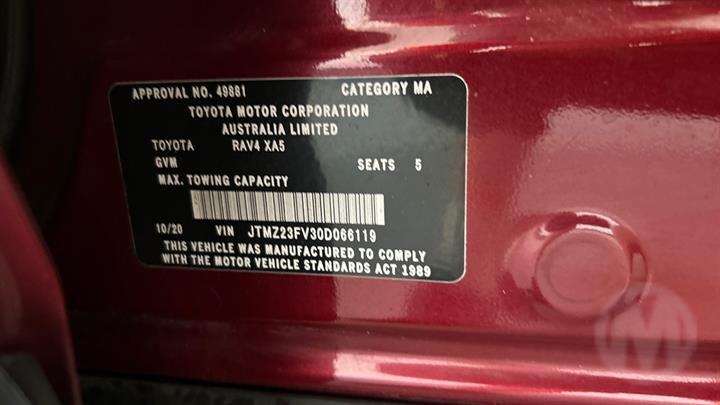 APPROVAL NO. 49881 CATEGORY MA
TOYOTA MOTOR CORPORATION
AUSTRALIA LIMITED
TOYOTA RAV4 XA5
GVM SEATS 5
MAX. TOWING CAPACITY
10/20 VIN JTMZ23FV30D066119
THIS VEHICLE WAS MANUFACTURED TO COMPLY
WITH THE MOTOR VEHICLE STANDARDS ACT 1989
M